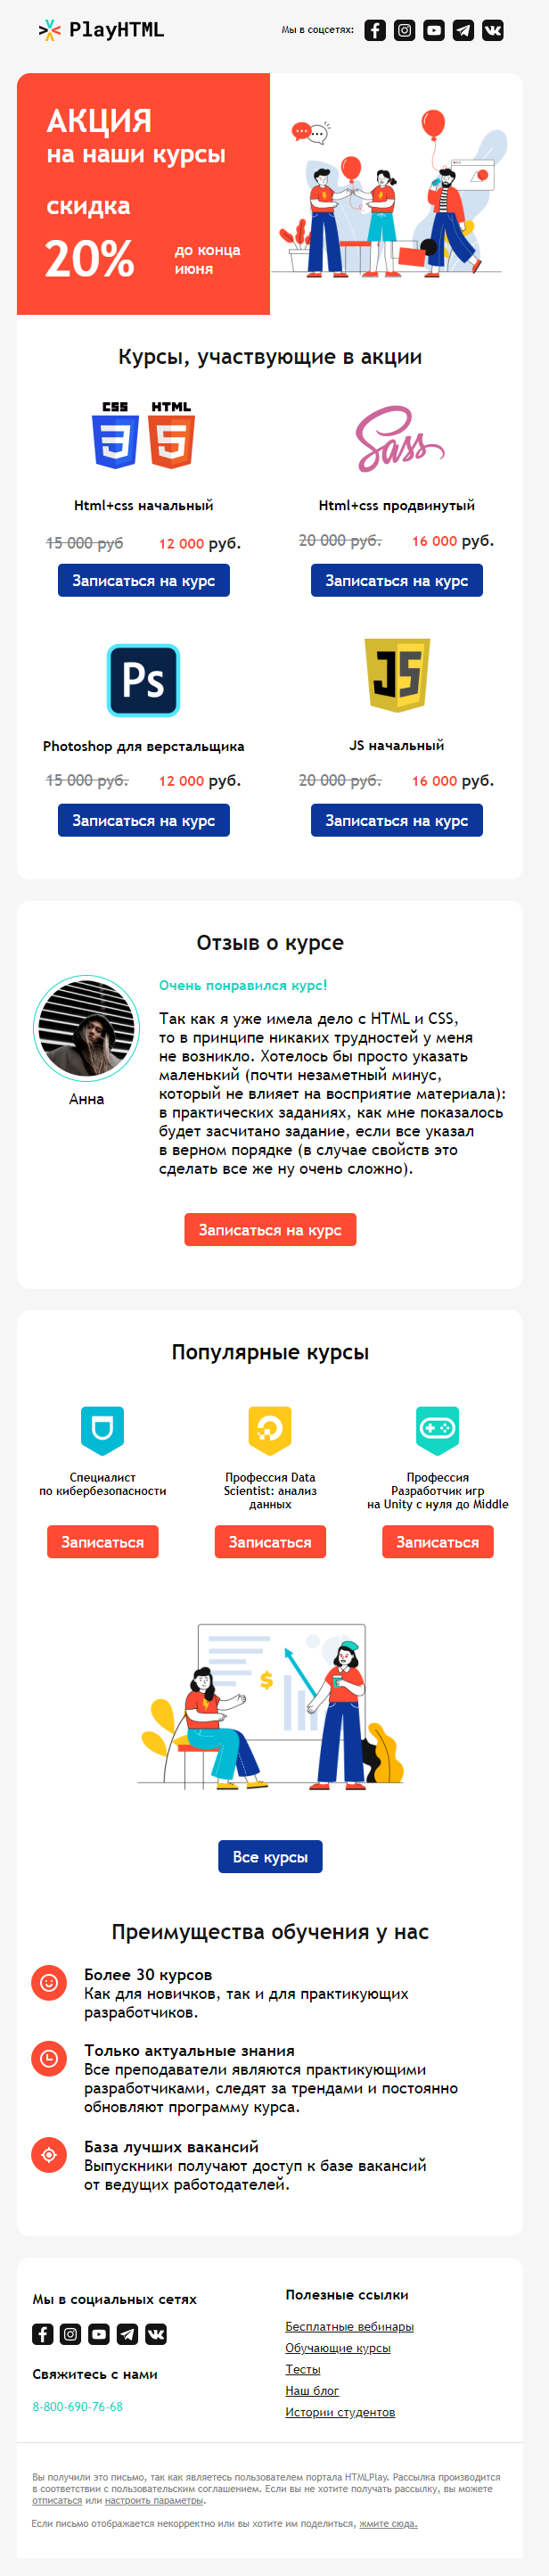 PlayHTML
Мы в соцсетях:
АКЦИЯ
на наши курсы
скидка
20%
до конца
июня
Курсы, участвующие в акции
CSS HTML
Sass
Html+css начальный
Html+css продвинутый
15 000 руб
12 000 руб.
20 000 руб.
16 000 руб.
Записаться на курс
Записаться на курс
Ps
JS
Photoshop для верстальщика
JS начальный
15 000 руб.
12 000 руб.
20 000 руб.
16 000 руб.
Записаться на курс
Записаться на курс
Отзыв о курсе
Очень понравился курс!
Так как я уже имела дело с HTML и CSS,
то в принципе никаких трудностей у меня
не возникло. Хотелось бы просто указать
маленький (почти незаметный минус,
который не влияет на восприятие материала):
в практических заданиях, как мне показалось
будет засчитано задание, если все указал
в верном порядке (в случае свойств это
сделать все же ну очень сложно).
Анна
Записаться на курс
Популярные курсы
Специалист
по кибербезопасности
Профессия Data
Scientist: анализ
данных
Профессия
Разработчик игр
на Unity с нуля до Middle
Записаться
Записаться
Записаться
$
Все курсы
Преимущества обучения у нас
Более 30 курсов
Как для новичков, так и для практикующих
разработчиков.
Только актуальные знания
Все преподаватели являются практикующими
разработчиками, следят за трендами и постоянно
обновляют программу курса.
База лучших вакансий
Выпускники получают доступ к базе вакансий
от ведущих работодателей.
Мы в социальных сетях
Свяжитесь с нами
8-800-690-76-68
Полезные ссылки
Бесплатные вебинары
Обучающие курсы
Тесты
Наш блог
Истории студентов
Вы получили это письмо, так как являетесь пользователем портала HTMLPlay. Рассылка производится
в соответствии с пользовательским соглашением. Если вы не хотите получать рассылку, вы можете
отписаться или настроить параметры.
Если письмо отображается некорректно или вы хотите им поделиться, жмите сюда.